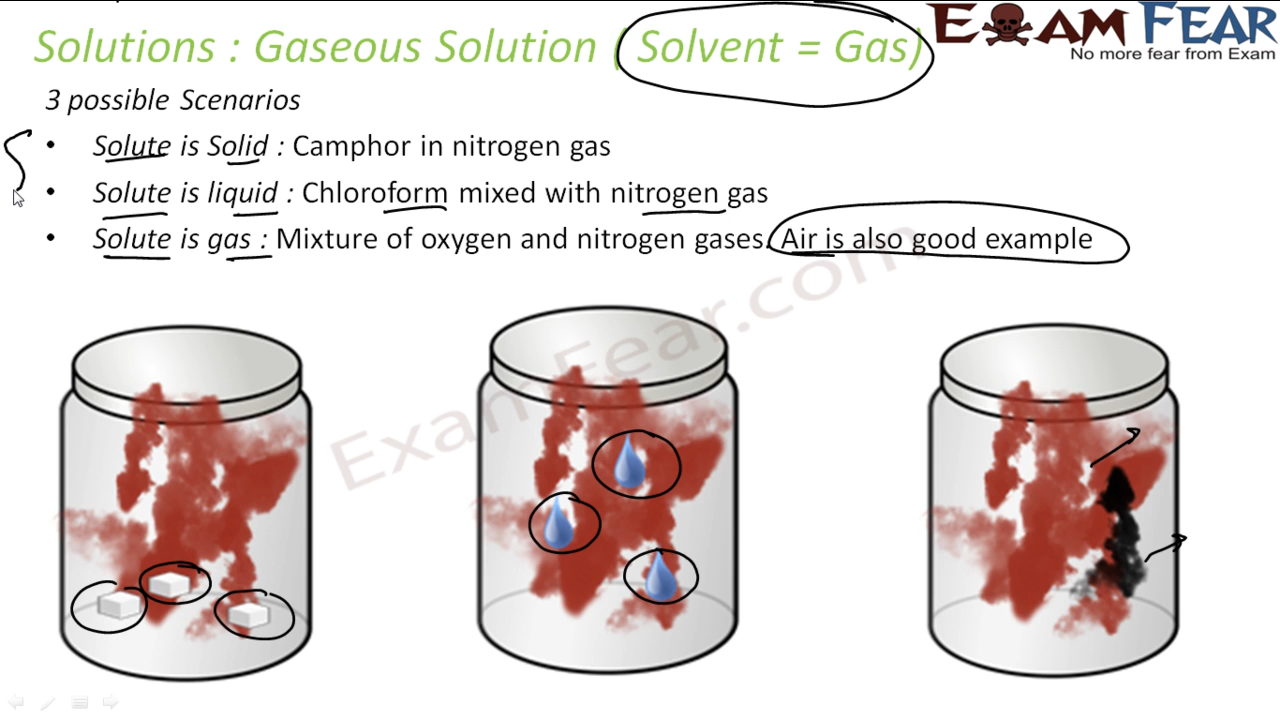 Solutions : Gaseous Solution ( Solvent = Gas)
EXAM FEAR
No more fear from Exam
3 possible Scenarios
• Solute is Solid : Camphor in nitrogen gas
• Solute is liquid : Chloroform mixed with nitrogen gas
• Solute is gas : Mixture of oxygen and nitrogen gases. Air is also good example
ExamFear.com